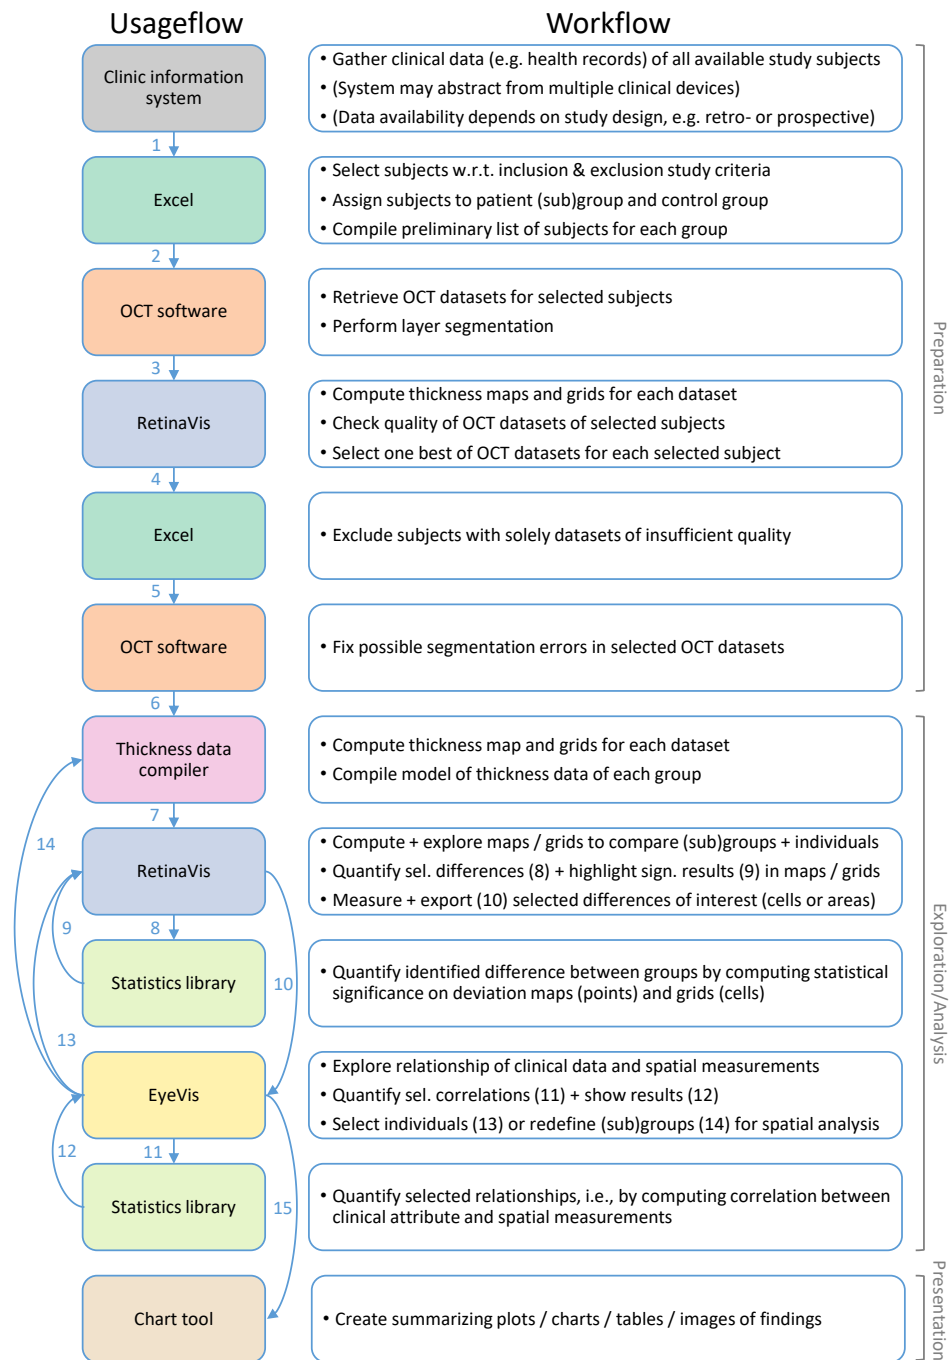 Usageflow
Workflow
Clinic information
system
• Gather clinical data (e.g. health records) of all available study subjects
• (System may abstract from multiple clinical devices)
• (Data availability depends on study design, e.g. retro- or prospective)
1
Excel
• Select subjects w.r.t. inclusion & exclusion study criteria
• Assign subjects to patient (sub)group and control group
• Compile preliminary list of subjects for each group
2
OCT software
• Retrieve OCT datasets for selected subjects
• Perform layer segmentation
3
RetinaVis
• Compute thickness maps and grids for each dataset
• Check quality of OCT datasets of selected subjects
• Select one best of OCT datasets for each selected subject
4
Excel
• Exclude subjects with solely datasets of insufficient quality
5
OCT software
• Fix possible segmentation errors in selected OCT datasets
Preparation
6
Thickness data
compiler
• Compute thickness map and grids for each dataset
• Compile model of thickness data of each group
7
14
RetinaVis
• Compute + explore maps / grids to compare (sub)groups + individuals
• Quantify sel. differences (8) + highlight sign. results (9) in maps / grids
• Measure + export (10) selected differences of interest (cells or areas)
9
8
10
Statistics library
• Quantify identified difference between groups by computing statistical
significance on deviation maps (points) and grids (cells)
13
EyeVis
• Explore relationship of clinical data and spatial measurements
• Quantify sel. correlations (11) + show results (12)
• Select individuals (13) or redefine (sub)groups (14) for spatial analysis
12
11
15
Statistics library
• Quantify selected relationships, i.e., by computing correlation between
clinical attribute and spatial measurements
Exploration/Analysis
Chart tool
• Create summarizing plots / charts / tables / images of findings
Presentation